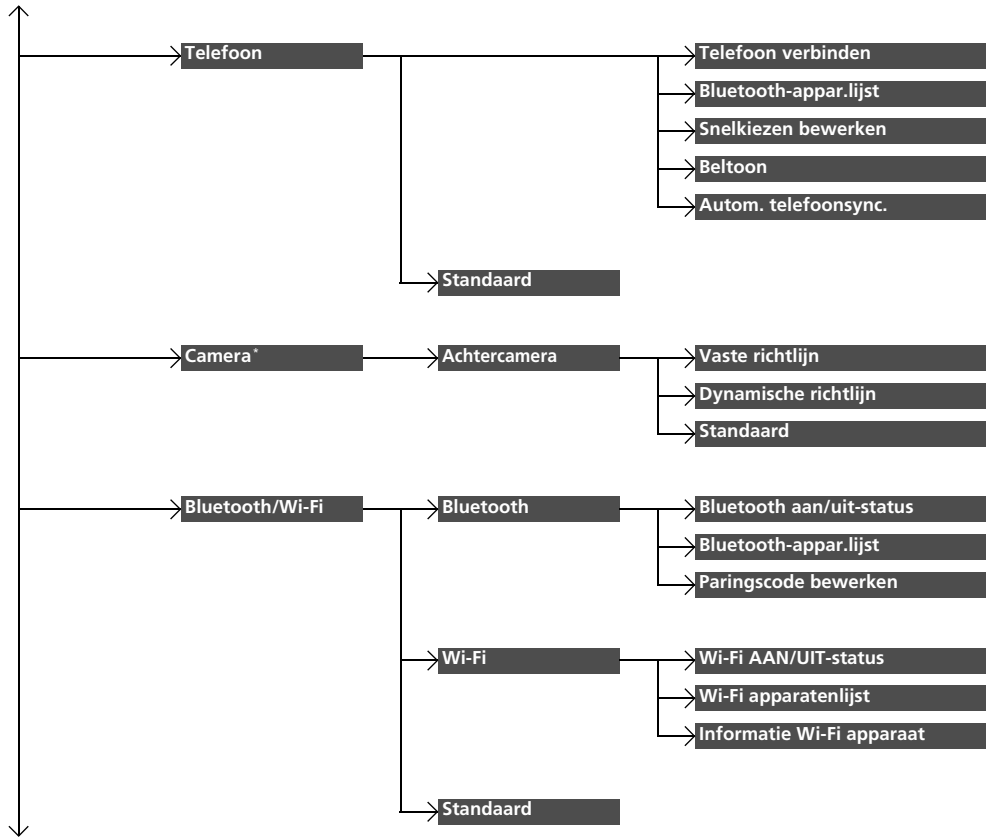 Telefoon
Telefoon verbinden
Bluetooth-appar.lijst
Snelkiezen bewerken
Beltoon
Autom. telefoonsync.
Standaard
Camera*
Achtercamera
Vaste richtlijn
Dynamische richtlijn
Standaard
Bluetooth/Wi-Fi
Bluetooth
Bluetooth aan/uit-status
Bluetooth-appar.lijst
Paringscode bewerken
Wi-Fi
Wi-Fi AAN/UIT-status
Wi-Fi apparatenlijst
Informatie Wi-Fi apparaat
Standaard